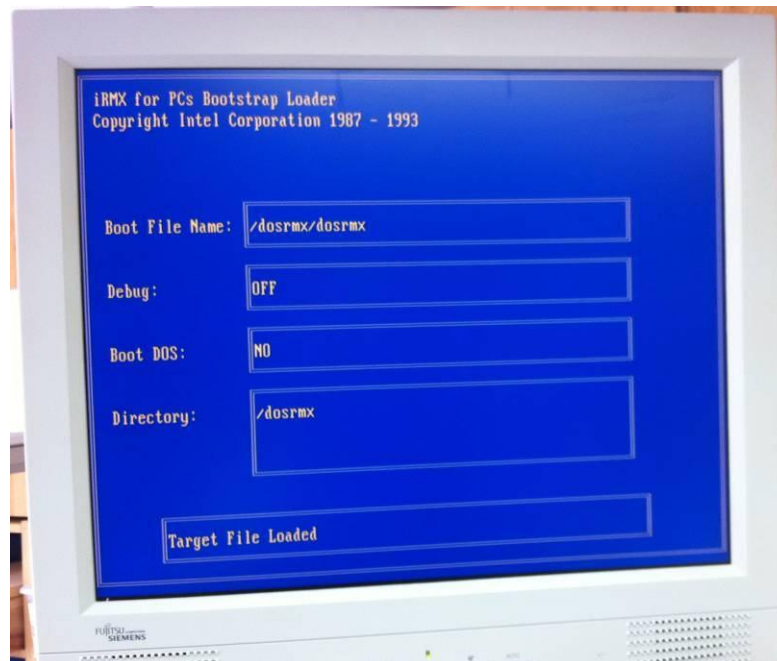 iRMX for PCs Bootstrap Loader
Copyright Intel Corporation 1987 - 1993
Boot File Name: /dosrmx/dosrmx
Debug: OFF
Boot DOS: NO
Directory: /dosrmx
Target File Loaded
FUJITSU
SIEMENS